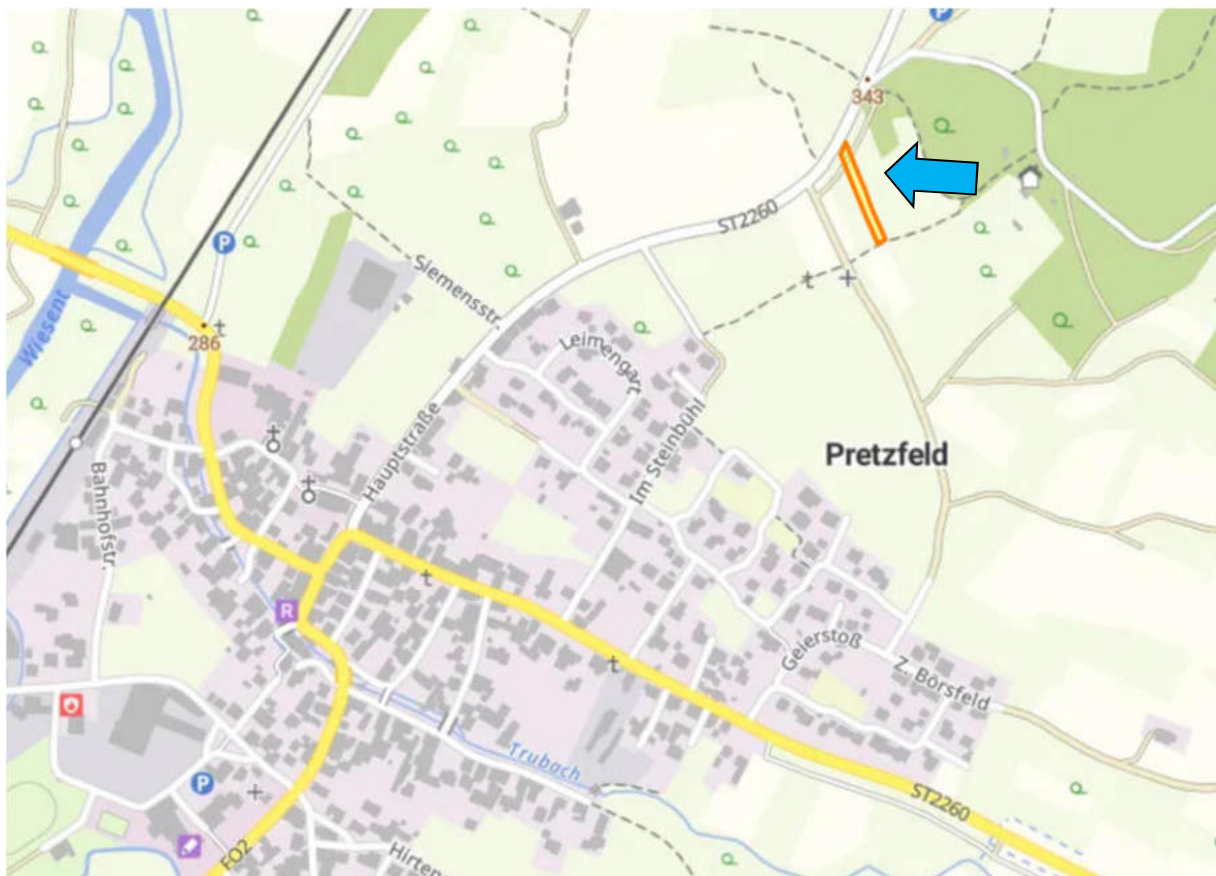 P
343
ST2260
P
Siemensstr.
Wiesent
286
Leimengart
Hauptstraße
Im Steinbühl
Pretzfeld
Bahnhofstr.
R
Geierstoß
Z. Börsfeld
Trubach
P
ST2260
FO2
Hirten